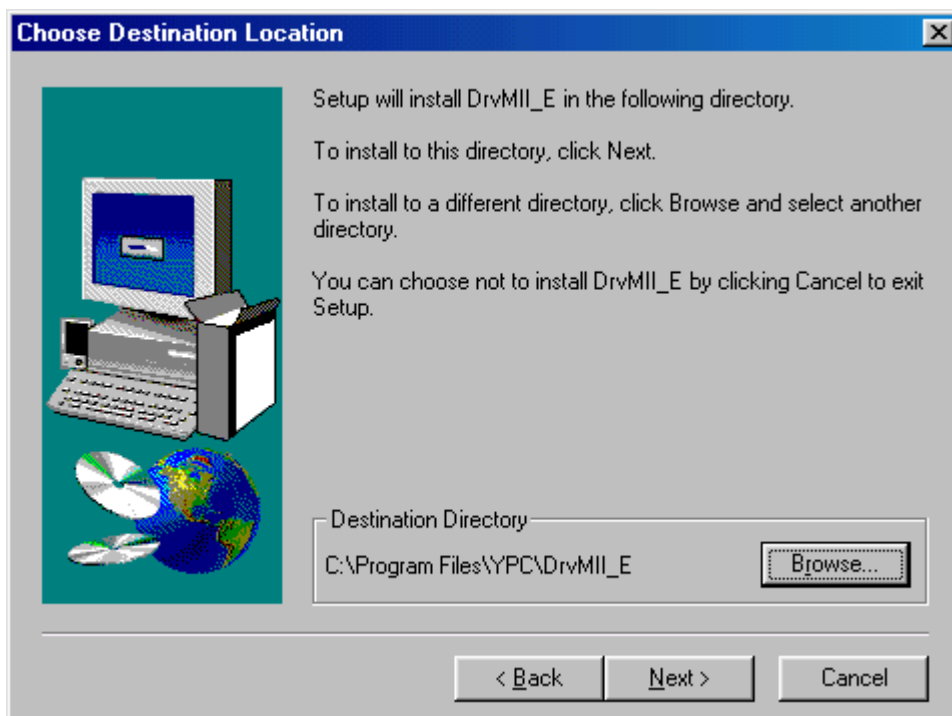 Choose Destination Location
Setup will install DrvMII_E in the following directory.
To install to this directory, click Next.
To install to a different directory, click Browse and select another
directory.
You can choose not to install DrvMII_E by clicking Cancel to exit
Setup.
Destination Directory
C:\Program Files\YPC\DrvMII_E
Browse...
< Back
Next >
Cancel